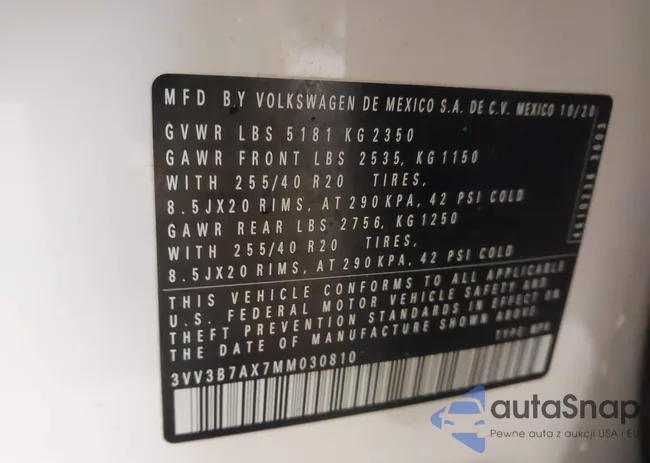 MFD B.Y VOLKSWAGEN DE MEXICO S.A. DE C.V. MEXICO 10/20
GVWR LBS 5181 KG 2350
GAWR FRONT LBS 2535, KG 1150
WITH 255/40 R20 TIRES,
8.5JX20 RIMS, AT 290 KPA, 42 PSI COLD
GAWR REAR LBS 2756, KG 1250
WITH 255/40 R20 TIRES,
8.5JX20 RIMS, AT 290 KPA, 42 PSI COLD
THIS VEHICLE CONFORMS TO ALL APPLICABLE
U.S. FEDERAL MOTOR VEHICLE SAFETY AND
THEFT PREVENTION STANDARDS IN EFFECT ON
THE DATE OF MANUFACTURE SHOWN ABOVE
TYPE: MPV
3VV3B7AX7MM030810
autaSnap
Pewne auta z aukcji USA i EU